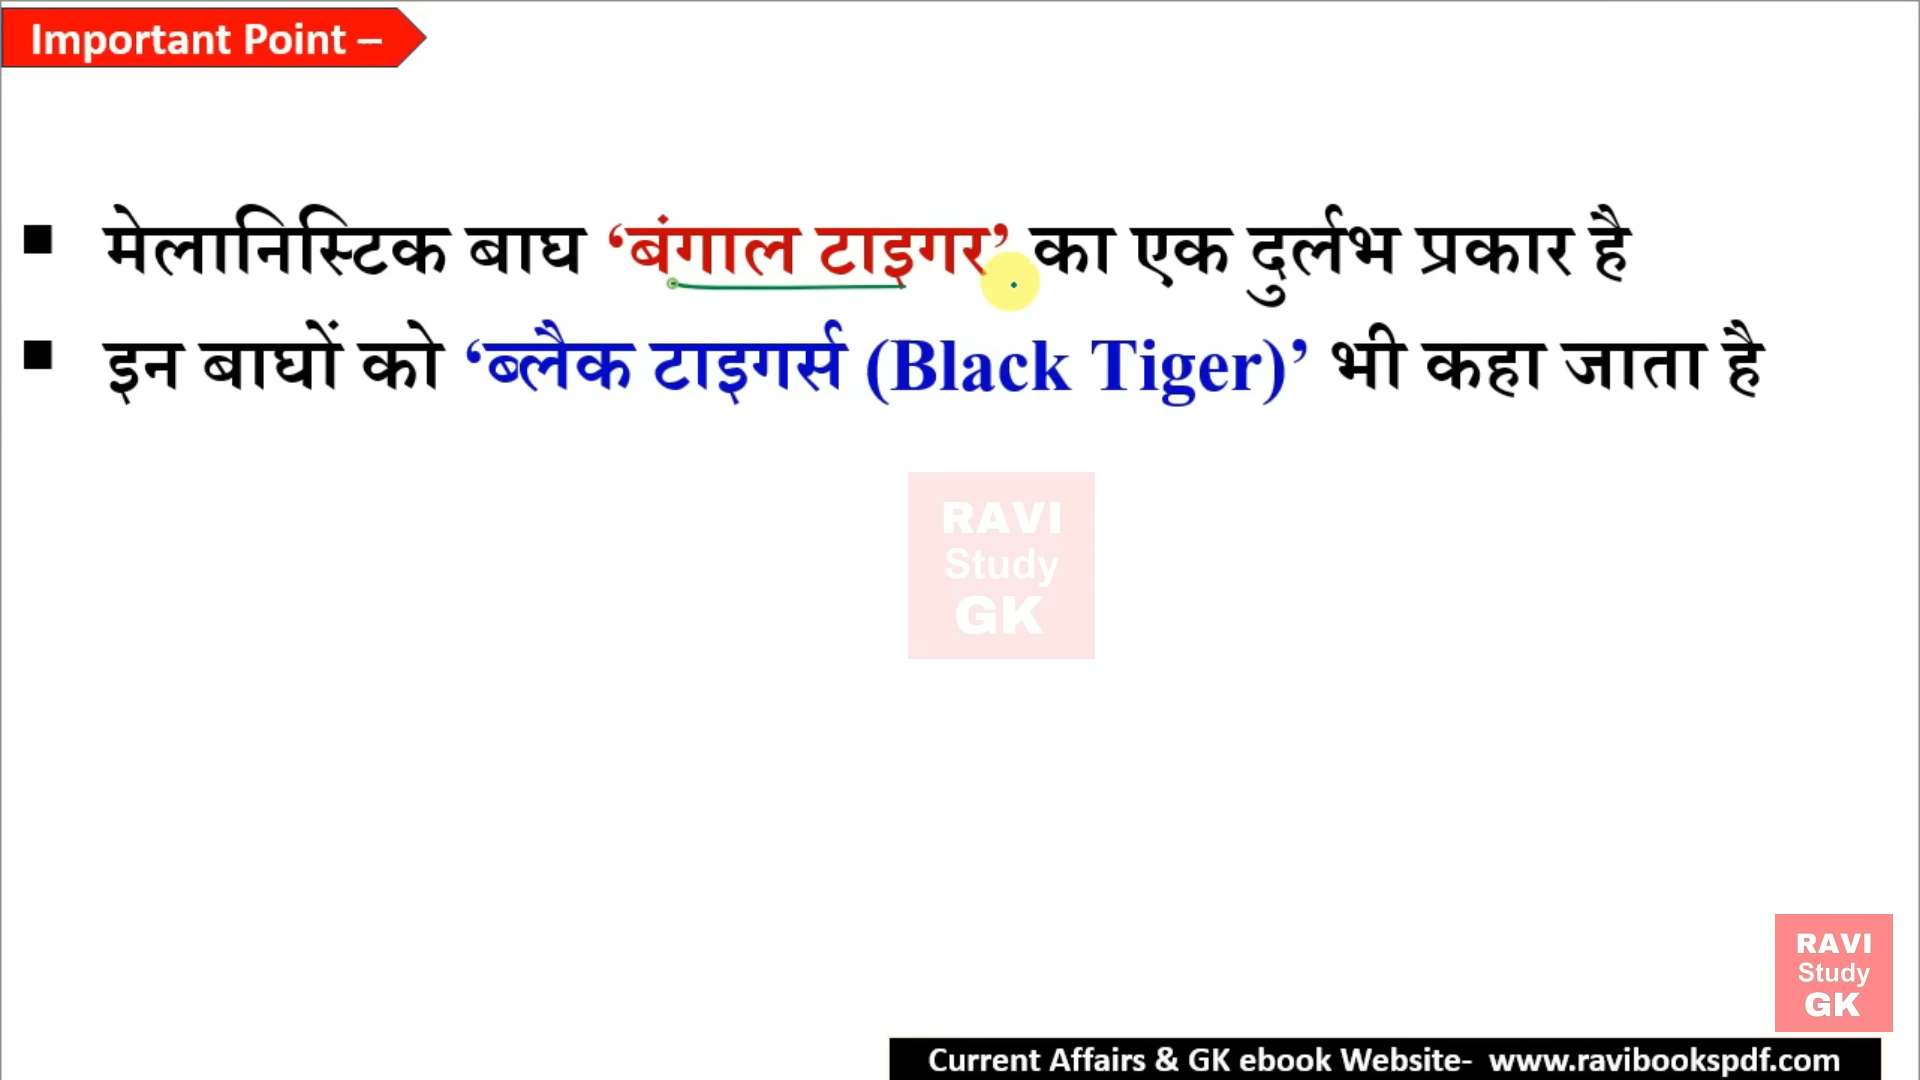 Important Point –
▪ मेलानिस्टिक बाघ ‘बंगाल टाइगर’ का एक दुर्लभ प्रकार है
▪ इन बाघों को ‘ब्लैक टाइगर्स (Black Tiger)’ भी कहा जाता है
RAVI
Study
GK
RAVI
Study
GK
Current Affairs & GK ebook Website- www.ravibookspdf.com